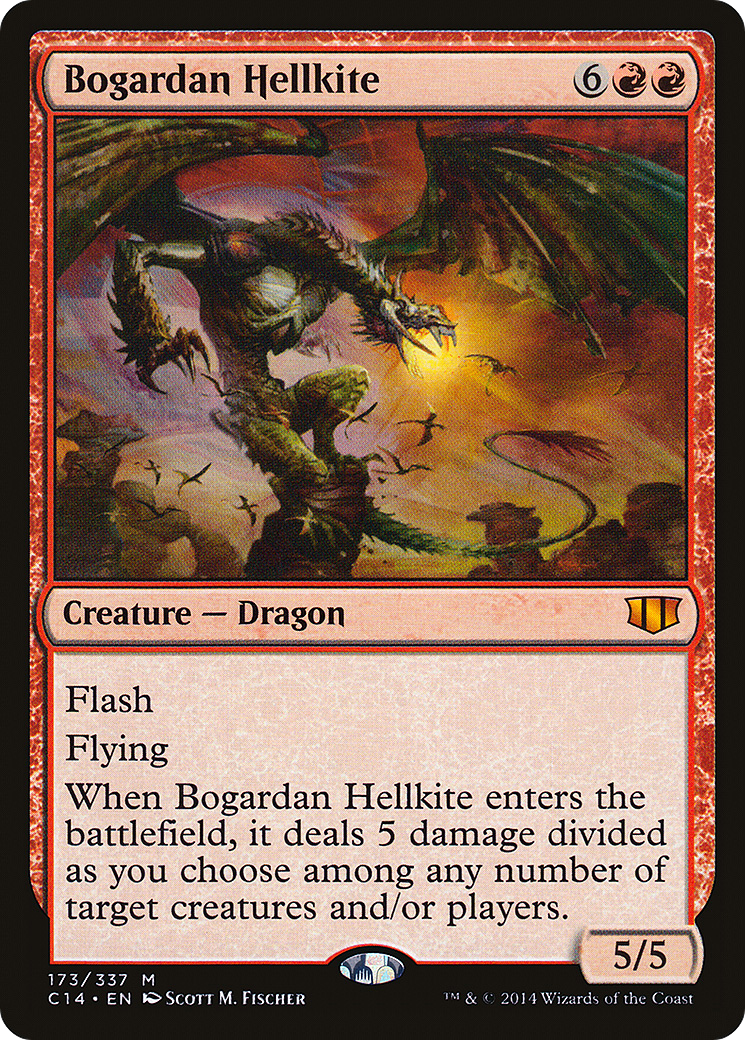 Bogardan Hellkite 6
Creature — Dragon
Flash
Flying
When Bogardan Hellkite enters the
battlefield, it deals 5 damage divided
as you choose among any number of
target creatures and/or players.
5/5
173/337 M
C14 • EN Scott M. Fischer
™ & © 2014 Wizards of the Coast